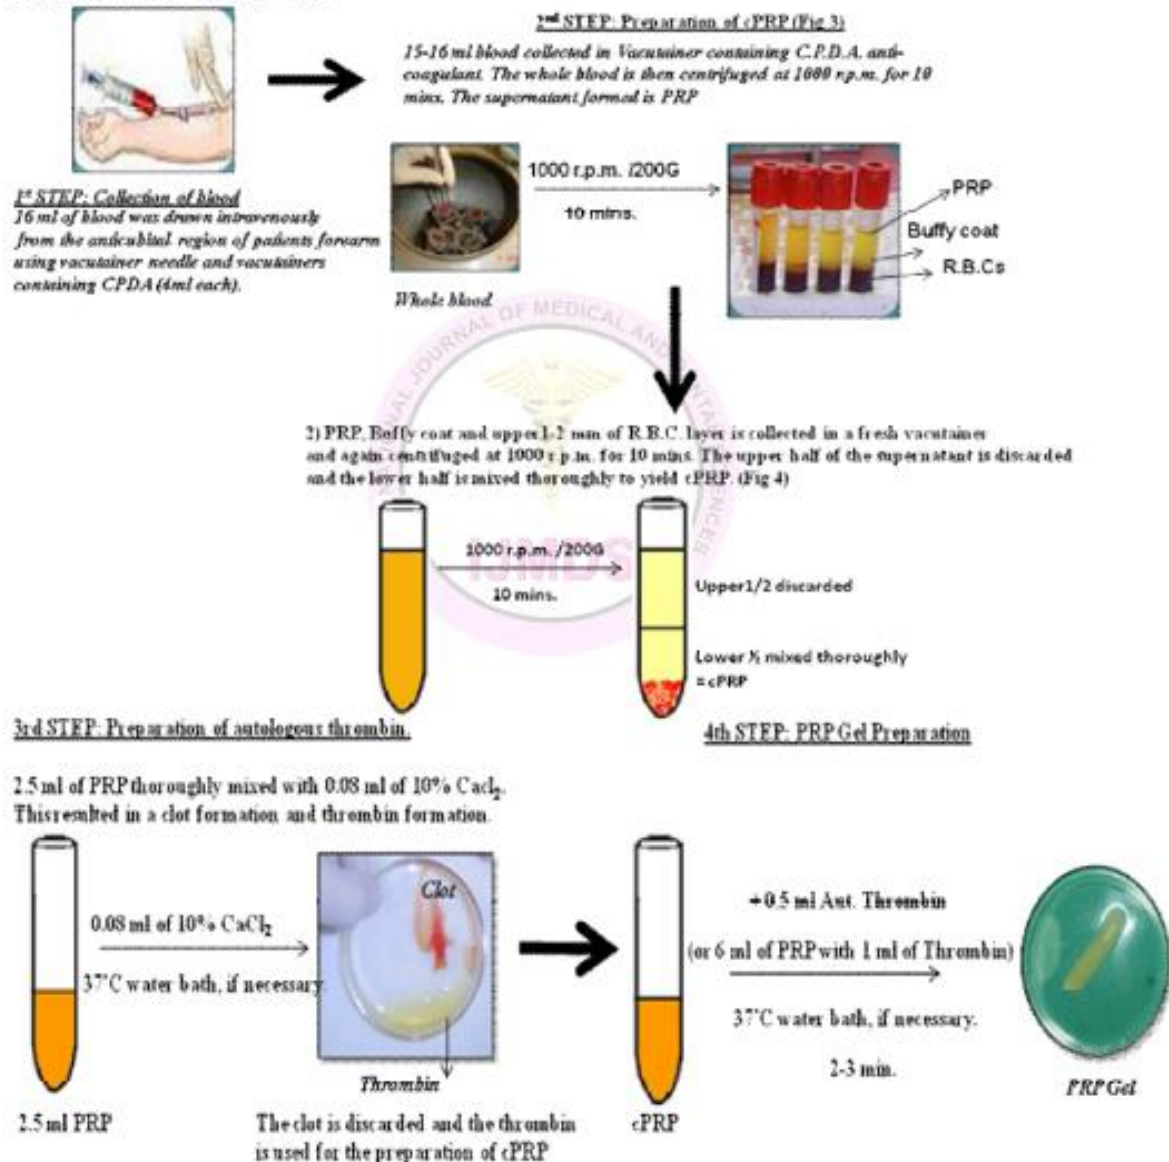 2nd STEP: Preparation of cPRP (Fig 3)
15-16 ml blood collected in Vacutainer containing C.P.D.A. anti-
coagulant. The whole blood is then centrifuged at 1000 r.p.m. for 10
mins. The supernatant formed is PRP
1st STEP: Collection of blood
16 ml of blood was drawn intravenously
from the anticubital region of patients forearm
using vacutainer needle and vacutainers
containing CPDA (4ml each).
Whole blood
1000 r.p.m. /200G
10 mins.
PRP
Buffy coat
R.B.Cs
JOURNAL OF MEDICAL AND
IJMDS
2) PRP, Buffy coat and upper 1-2 mm of R.B.C. layer is collected in a fresh vacutainer
and again centrifuged at 1000 r.p.m. for 10 mins. The upper half of the supernatant is discarded
and the lower half is mixed thoroughly to yield cPRP. (Fig 4)
1000 r.p.m. /200G
10 mins.
Upper1/2 discarded
Lower ½ mixed thoroughly
= cPRP
3rd STEP: Preparation of autologous thrombin.
2.5 ml of PRP thoroughly mixed with 0.08 ml of 10% Cacl₂.
This resulted in a clot formation and thrombin formation.
0.08 ml of 10% CaCl₂
37°C water bath, if necessary.
2.5 ml PRP
Clot
Thrombin
The clot is discarded and the thrombin
is used for the preparation of cPRP
4th STEP: PRP Gel Preparation
cPRP
+0.5 ml Aut. Thrombin
(or 6 ml of PRP with 1 ml of Thrombin)
37°C water bath, if necessary.
2-3 min.
PRP Gel